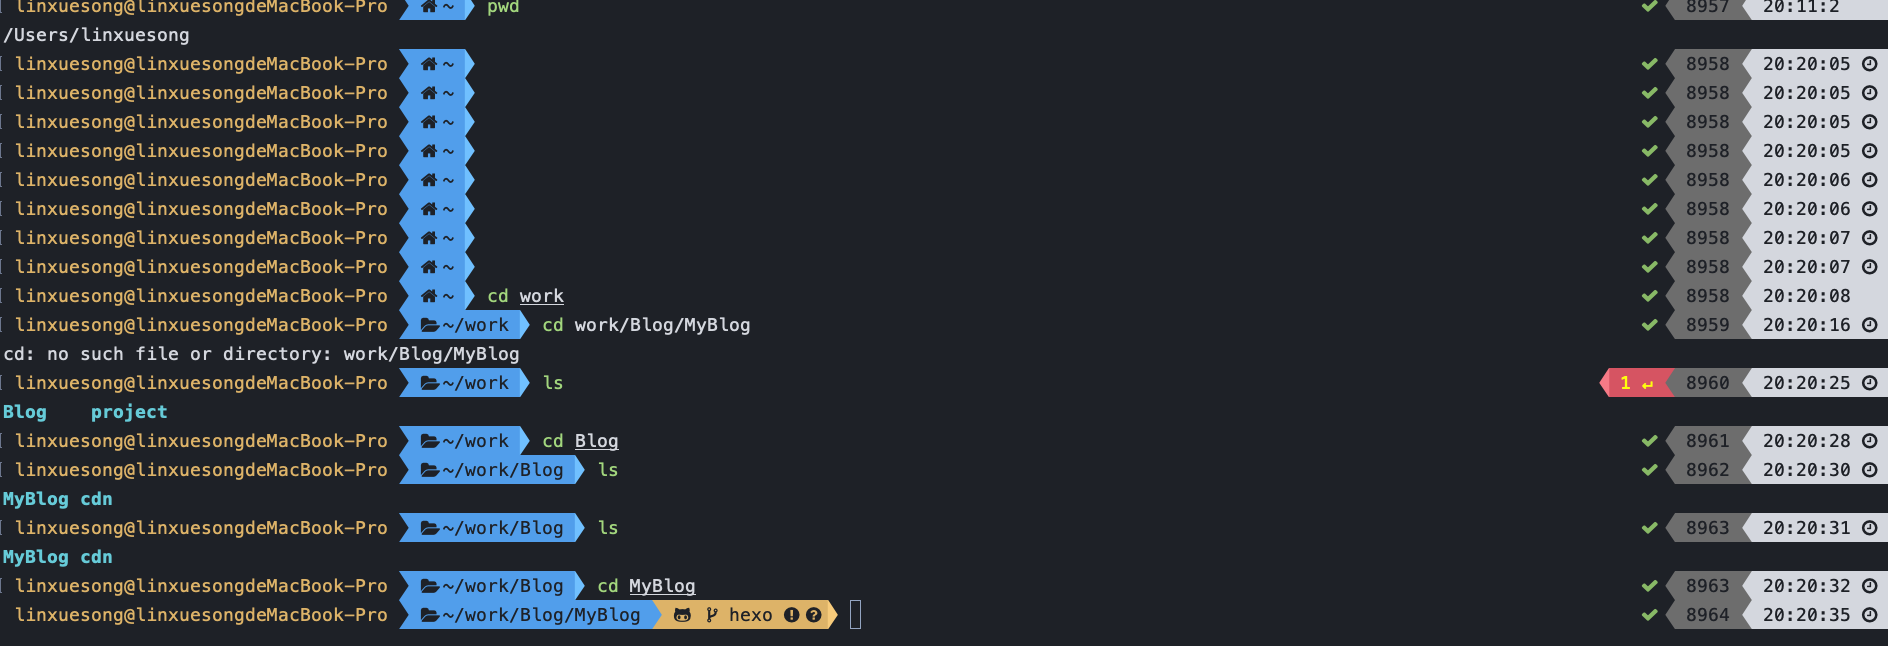 linxuesong@linxuesongdeMacBook-Pro ~ pwd 8957 20:11:2
/Users/linxuesong
linxuesong@linxuesongdeMacBook-Pro ~ 8958 20:20:05
linxuesong@linxuesongdeMacBook-Pro ~ 8958 20:20:05
linxuesong@linxuesongdeMacBook-Pro ~ 8958 20:20:05
linxuesong@linxuesongdeMacBook-Pro ~ 8958 20:20:05
linxuesong@linxuesongdeMacBook-Pro ~ 8958 20:20:06
linxuesong@linxuesongdeMacBook-Pro ~ 8958 20:20:06
linxuesong@linxuesongdeMacBook-Pro ~ 8958 20:20:07
linxuesong@linxuesongdeMacBook-Pro ~ 8958 20:20:07
linxuesong@linxuesongdeMacBook-Pro ~ cd work 8958 20:20:08
linxuesong@linxuesongdeMacBook-Pro ~/work cd work/Blog/MyBlog 8959 20:20:16
cd: no such file or directory: work/Blog/MyBlog
linxuesong@linxuesongdeMacBook-Pro ~/work ls 1 ↵ 8960 20:20:25
Blog project
linxuesong@linxuesongdeMacBook-Pro ~/work cd Blog 8961 20:20:28
linxuesong@linxuesongdeMacBook-Pro ~/work/Blog ls 8962 20:20:30
MyBlog cdn
linxuesong@linxuesongdeMacBook-Pro ~/work/Blog ls 8963 20:20:31
MyBlog cdn
linxuesong@linxuesongdeMacBook-Pro ~/work/Blog cd MyBlog 8963 20:20:32
linxuesong@linxuesongdeMacBook-Pro ~/work/Blog/MyBlog hexo ! ? 8964 20:20:35